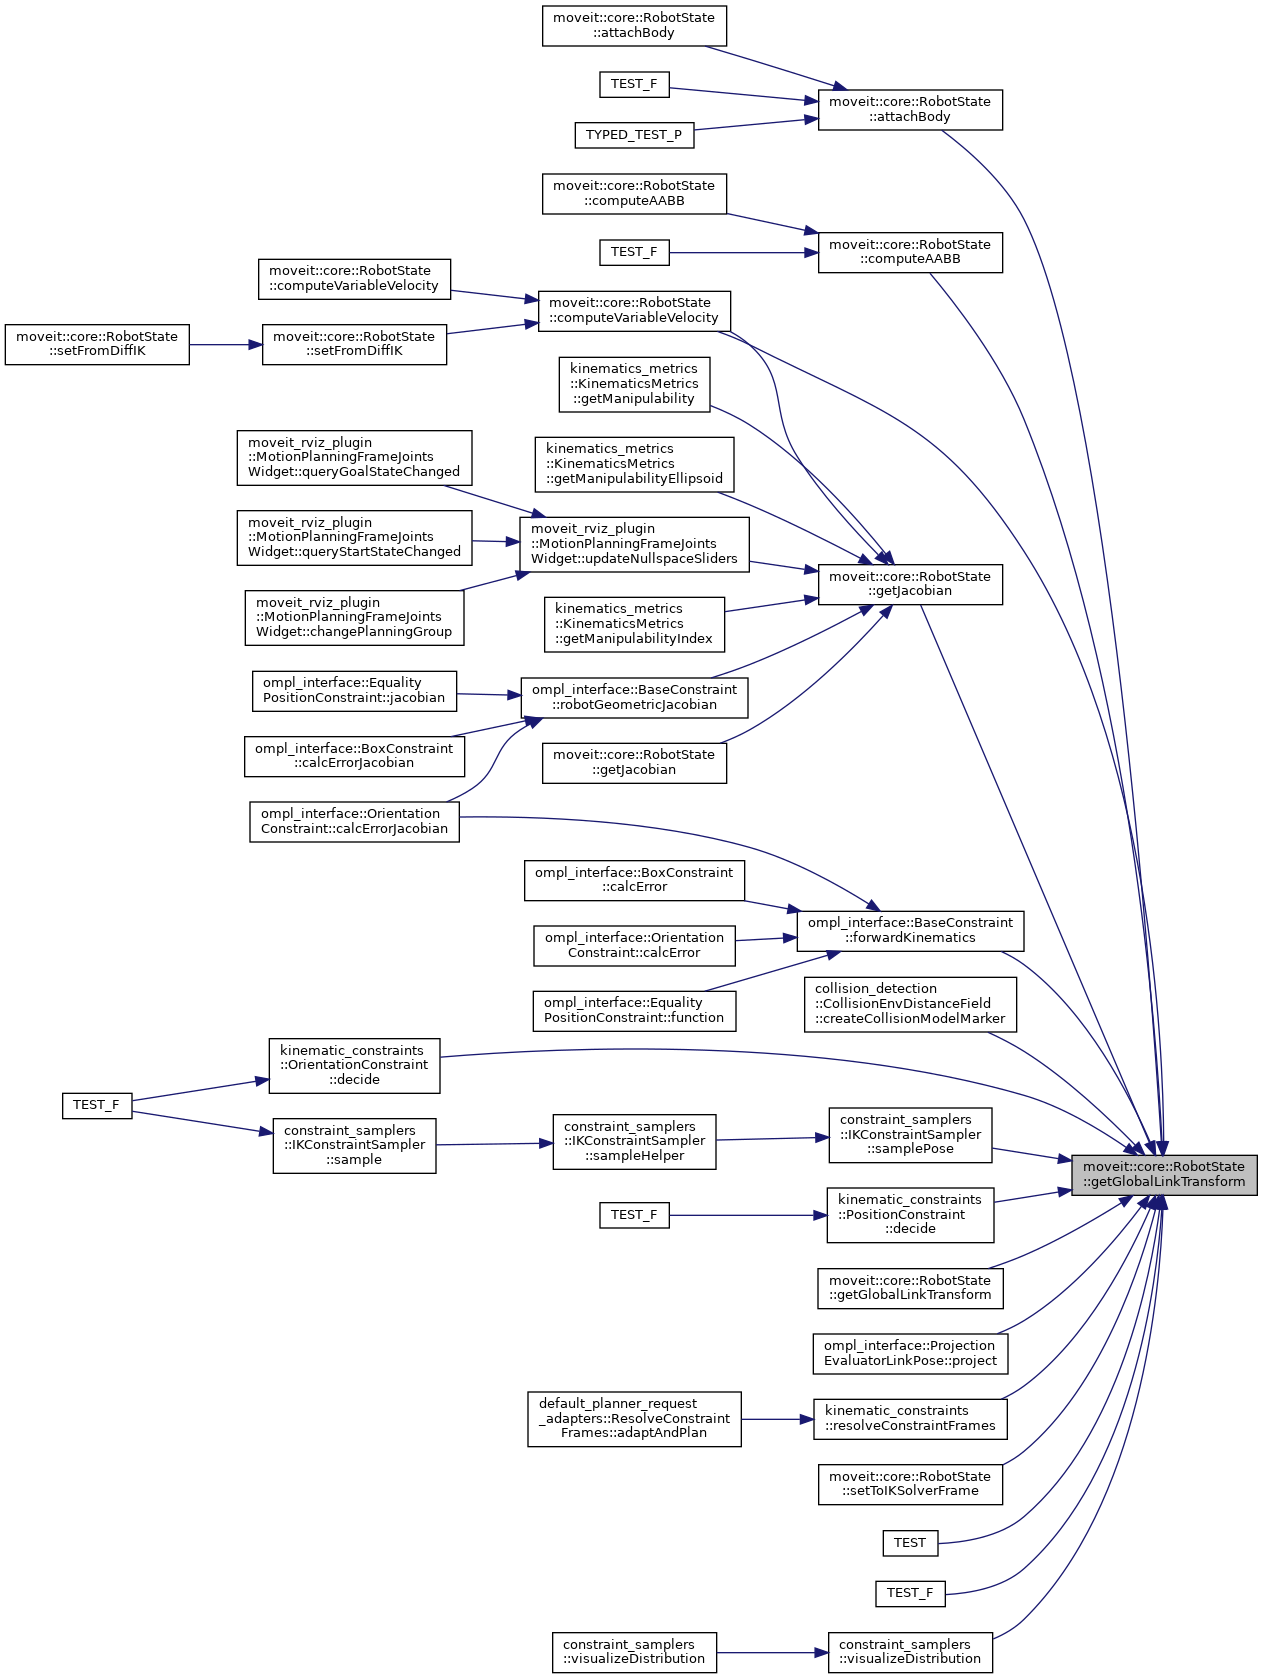 moveit::core::RobotState
::attachBody
TEST_F
moveit::core::RobotState
::attachBody
TYPED_TEST_P
moveit::core::RobotState
::computeAABB
TEST_F
moveit::core::RobotState
::computeAABB
moveit::core::RobotState
::computeVariableVelocity
moveit::core::RobotState
::computeVariableVelocity
moveit::core::RobotState
::setFromDiffIK
moveit::core::RobotState
::setFromDiffIK
kinematics_metrics
::KinematicsMetrics
::getManipulability
moveit_rviz_plugin
::MotionPlanningFrameJoints
Widget::queryGoalStateChanged
kinematics_metrics
::KinematicsMetrics
::getManipulabilityEllipsoid
moveit_rviz_plugin
::MotionPlanningFrameJoints
Widget::queryStartStateChanged
moveit_rviz_plugin
::MotionPlanningFrameJoints
Widget::updateNullspaceSliders
moveit::core::RobotState
::getJacobian
moveit_rviz_plugin
::MotionPlanningFrameJoints
Widget::changePlanningGroup
kinematics_metrics
::KinematicsMetrics
::getManipulabilityIndex
ompl_interface::Equality
PositionConstraint::jacobian
ompl_interface::BaseConstraint
::robotGeometricJacobian
ompl_interface::BoxConstraint
::calcErrorJacobian
moveit::core::RobotState
::getJacobian
ompl_interface::Orientation
Constraint::calcErrorJacobian
ompl_interface::BoxConstraint
::calcError
ompl_interface::BaseConstraint
::forwardKinematics
ompl_interface::Orientation
Constraint::calcError
ompl_interface::Equality
PositionConstraint::function
collision_detection
::CollisionEnvDistanceField
::createCollisionModelMarker
kinematic_constraints
::OrientationConstraint
::decide
TEST_F
constraint_samplers
::IKConstraintSampler
::sample
constraint_samplers
::IKConstraintSampler
::sampleHelper
constraint_samplers
::IKConstraintSampler
::samplePose
moveit::core::RobotState
::getGlobalLinkTransform
TEST_F
kinematic_constraints
::PositionConstraint
::decide
moveit::core::RobotState
::getGlobalLinkTransform
ompl_interface::Projection
EvaluatorLinkPose::project
default_planner_request
_adapters::ResolveConstraint
Frames::adaptAndPlan
kinematic_constraints
::resolveConstraintFrames
moveit::core::RobotState
::setToIKSolverFrame
TEST
TEST_F
constraint_samplers
::visualizeDistribution
constraint_samplers
::visualizeDistribution